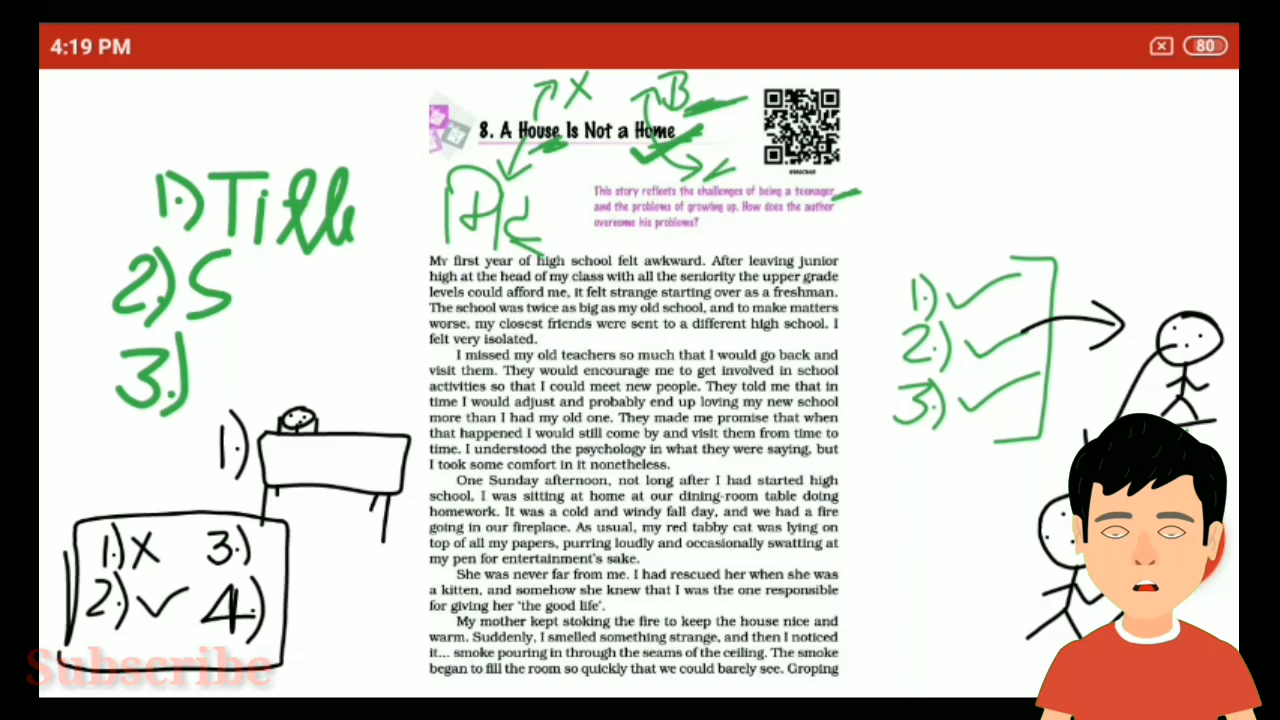 4:19 PM
80
X
B
8. A House Is Not a Home
This story reflects the challenges of being a teenager
and the problems of growing up. How does the author
overcome his problems?
1.) Title
2.) S
3.)
My first year of high school felt awkward. After leaving junior
high at the head of my class with all the seniority the upper grade
levels could afford me, it felt strange starting over as a freshman.
The school was twice as big as my old school, and to make matters
worse, my closest friends were sent to a different high school. I
felt very isolated.
I missed my old teachers so much that I would go back and
visit them. They would encourage me to get involved in school
activities so that I could meet new people. They told me that in
time I would adjust and probably end up loving my new school
more than I had my old one. They made me promise that when
that happened I would still come by and visit them from time to
time. I understood the psychology in what they were saying, but
I took some comfort in it nonetheless.
One Sunday afternoon, not long after I had started high
school, I was sitting at home at our dining-room table doing
homework. It was a cold and windy fall day, and we had a fire
going in our fireplace. As usual, my red tabby cat was lying on
top of all my papers, purring loudly and occasionally swatting at
my pen for entertainment's sake.
She was never far from me. I had rescued her when she was
a kitten, and somehow she knew that I was the one responsible
for giving her 'the good life'.
My mother kept stoking the fire to keep the house nice and
warm. Suddenly, I smelled something strange, and then I noticed
it... smoke pouring in through the seams of the ceiling. The smoke
began to fill the room so quickly that we could barely see. Groping
1.)
2.)
3.)
1.)
1.) X 3.)
2.) ✓ 4.)
Subscribe